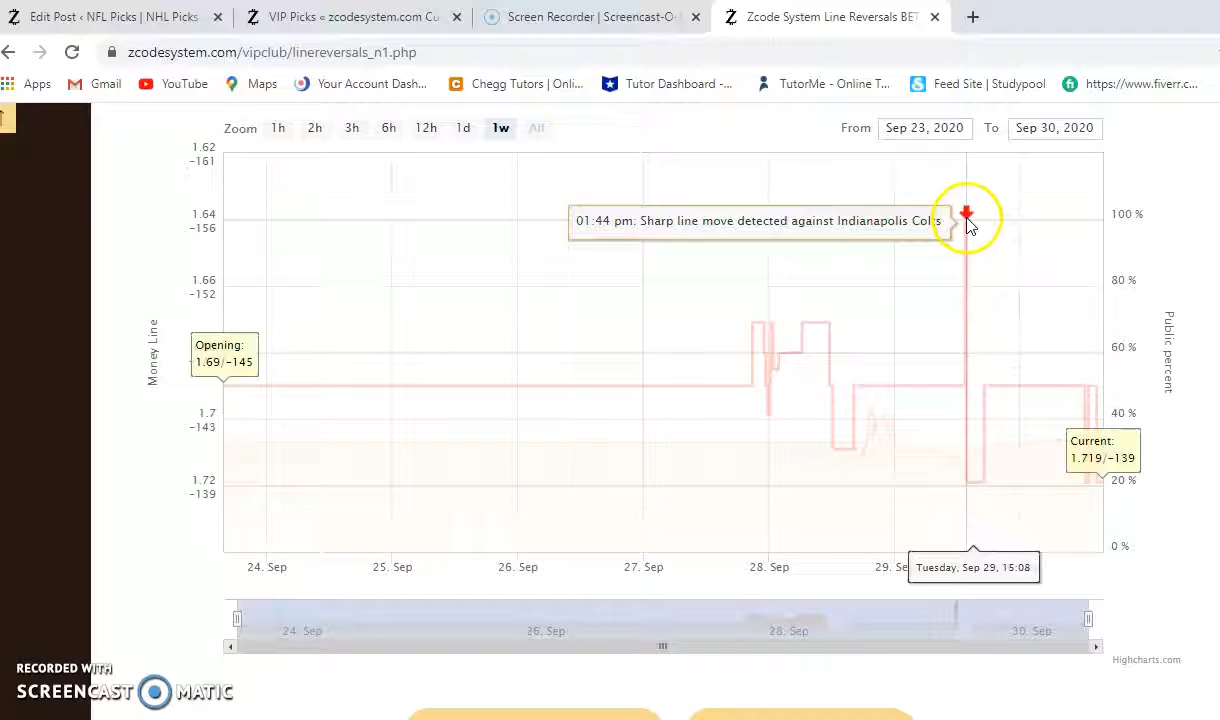 Edit Post ‹ NFL Picks | NHL Picks
VIP Picks « zcodesystem.com Cu
Screen Recorder | Screencast-O-
Zcode System Line Reversals BET
zcodesystem.com/vipclub/linereversals_n1.php
Apps
Gmail
YouTube
Maps
Your Account Dash...
Chegg Tutors | Onli...
Tutor Dashboard -...
TutorMe - Online T...
Feed Site | Studypool
https://www.fiverr.c...
Zoom 1h 2h 3h 6h 12h 1d 1w All
From Sep 23, 2020 To Sep 30, 2020
1.62
-161
1.64
-156
1.66
-152
1.7
-143
1.72
-139
Money Line
Opening:
1.69/-145
01:44 pm: Sharp line move detected against Indianapolis Colts
100 %
80 %
60 %
40 %
20 %
0 %
Public percent
Current:
1.719/-139
24. Sep
25. Sep
26. Sep
27. Sep
28. Sep
29. Se
Tuesday, Sep 29, 15:08
24. Sep
26. Sep
28. Sep
30. Sep
Highcharts.com
RECORDED WITH
SCREENCAST MATIC